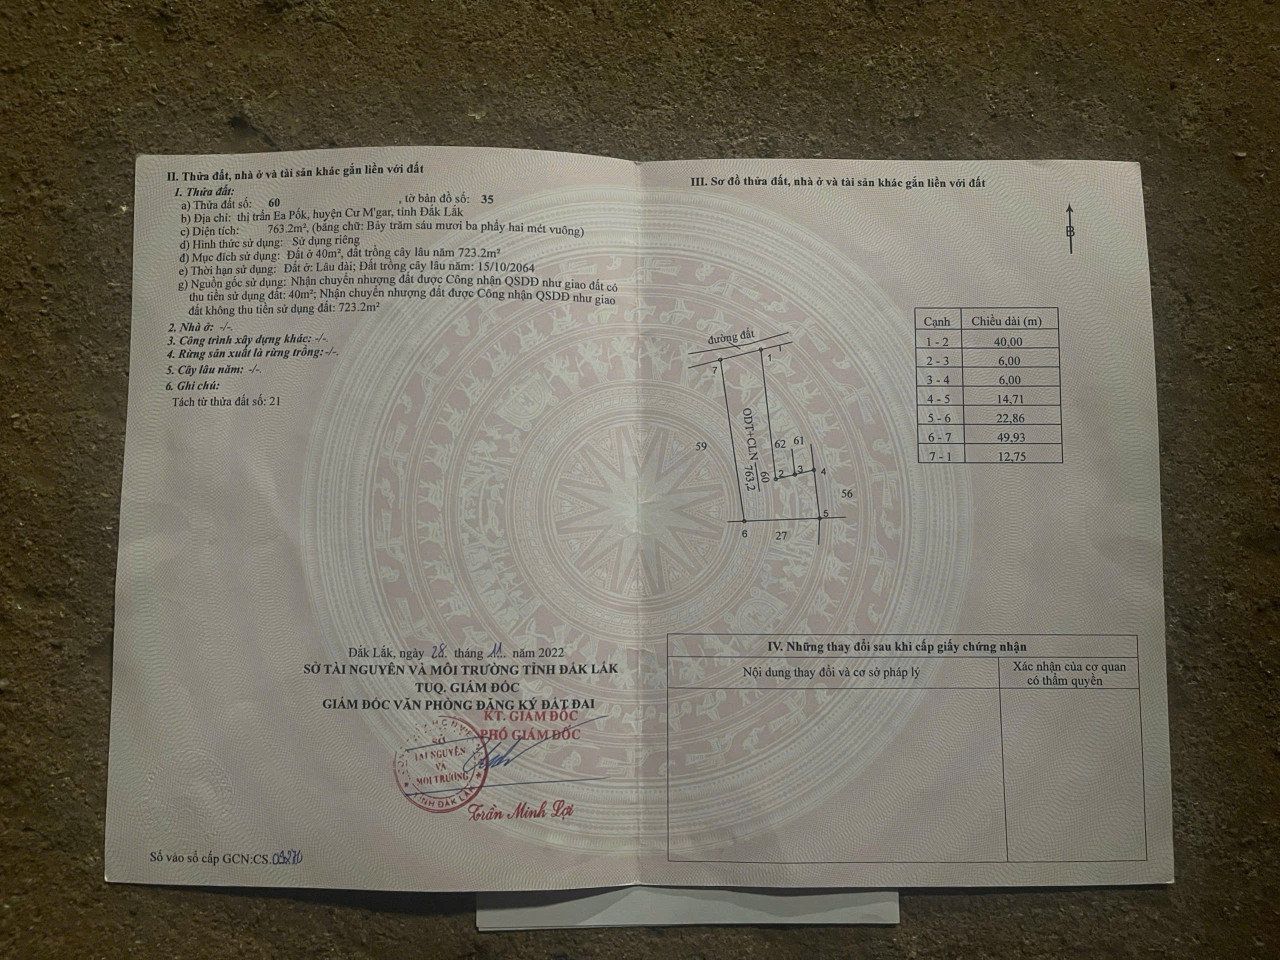 II. Thửa đất, nhà ở và tài sản khác gắn liền với đất
1. Thửa đất:
a) Thửa đất số: 60 , tờ bản đồ số: 35
b) Địa chỉ: thị trấn Ea Pốk, huyện Cư M'gar, tỉnh Đắk Lắk
c) Diện tích: 763.2m², (bằng chữ: Bảy trăm sáu mươi ba phẩy hai mét vuông)
d) Hình thức sử dụng: Sử dụng riêng
đ) Mục đích sử dụng: Đất ở 40m², đất trồng cây lâu năm 723.2m²
e) Thời hạn sử dụng: Đất ở: Lâu dài; Đất trồng cây lâu năm: 15/10/2064
g) Nguồn gốc sử dụng: Nhận chuyển nhượng đất được Công nhận QSDĐ như giao đất có
thu tiền sử dụng đất: 40m²; Nhận chuyển nhượng đất được Công nhận QSDĐ như giao
đất không thu tiền sử dụng đất: 723.2m²
2. Nhà ở: -/-.
3. Công trình xây dựng khác: -/-.
4. Rừng sản xuất là rừng trồng:-/-.
5. Cây lâu năm: -/-
6. Ghi chú:
Tách từ thửa đất số: 21
Đắk Lắk, ngày 28 tháng 11 năm 2022
SỞ TÀI NGUYÊN VÀ MÔI TRƯỜNG TỈNH ĐẮK LẮK
TUQ. GIÁM ĐỐC
GIÁM ĐỐC VĂN PHÒNG ĐĂNG KÝ ĐẤT ĐAI
KT. GIÁM ĐỐC
PHÓ GIÁM ĐỐC
SỞ
TÀI NGUYÊN
VÀ
MÔI TRƯỜNG
TỈNH ĐẮK LẮK
Trần Minh Lợi
Số vào sổ cấp GCN:CS.
III. Sơ đồ thửa đất, nhà ở và tài sản khác gắn liền với đất
B
đường đất
7
1
ODT+CLN 763,2
60
59
62
61
2
3
4
56
5
6
27
Cạnh Chiều dài (m)
1 - 2 40,00
2 - 3 6,00
3 - 4 6,00
4 - 5 14,71
5 - 6 22,86
6 - 7 49,93
7 - 1 12,75
IV. Những thay đổi sau khi cấp giấy chứng nhận
Nội dung thay đổi và cơ sở pháp lý
Xác nhận của cơ quan
có thẩm quyền